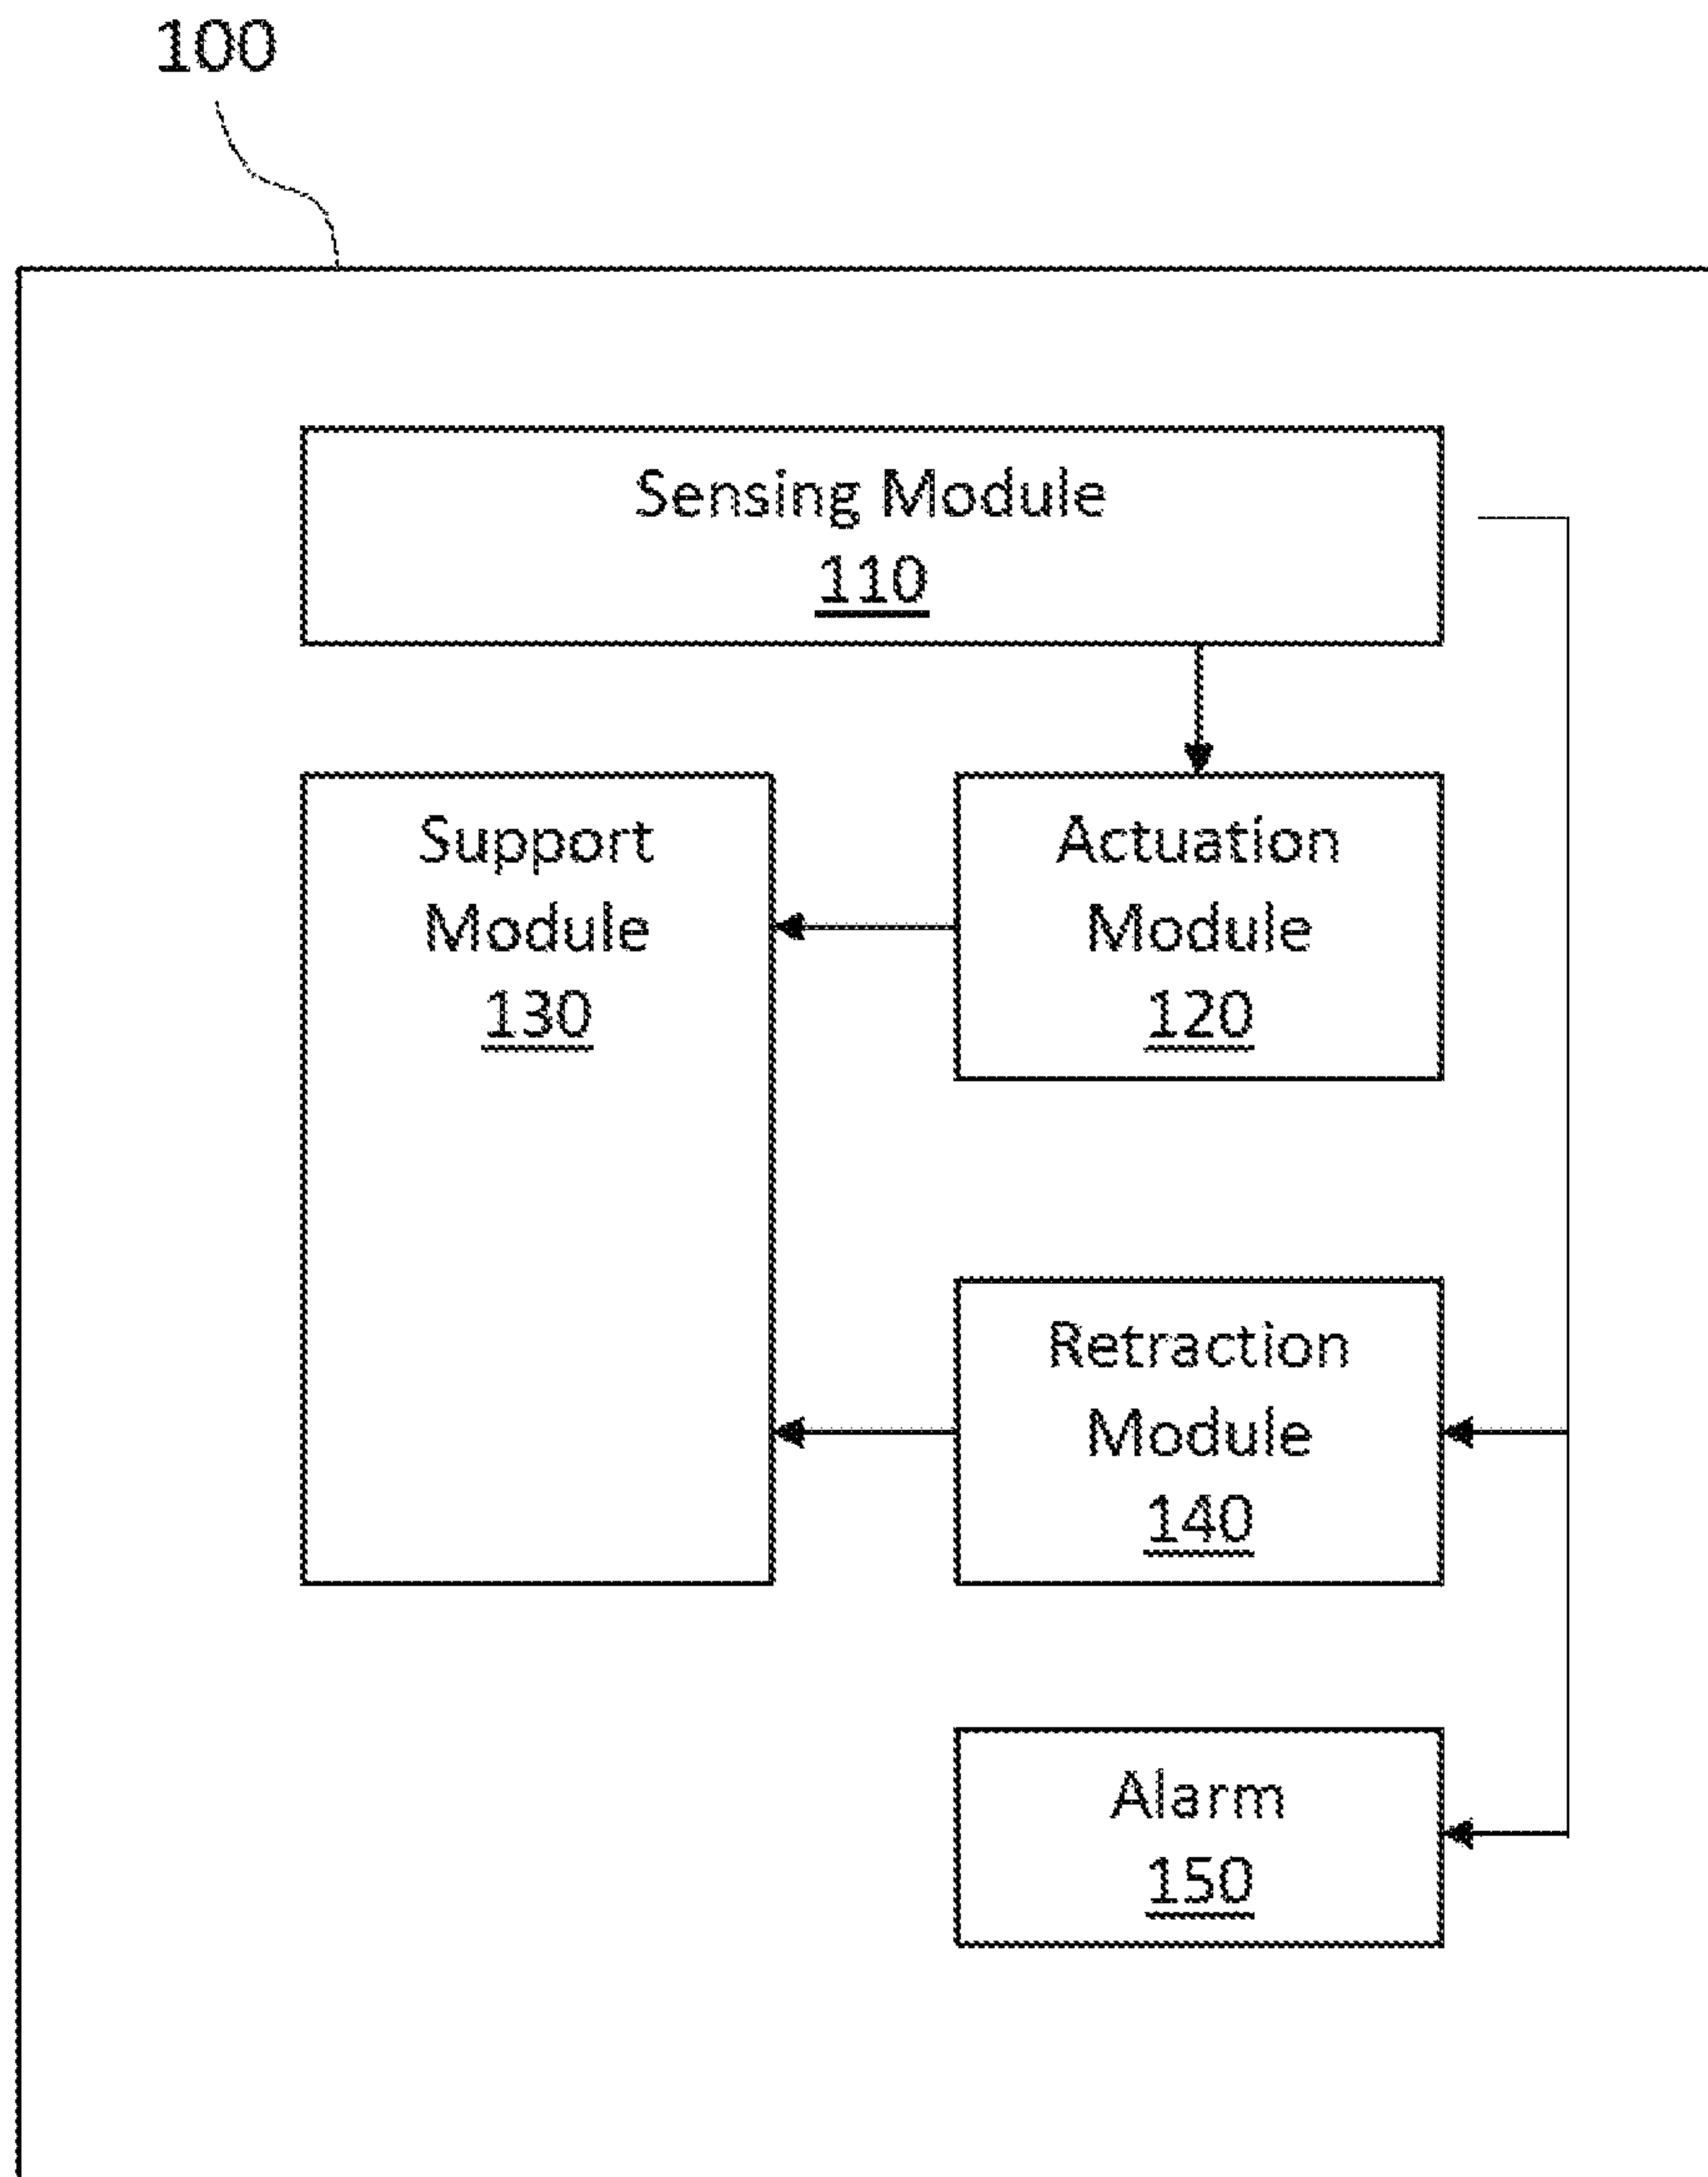 100
Sensing Module
110
Support
Module
130
Actuation
Module
120
Retraction
Module
140
Alarm
150